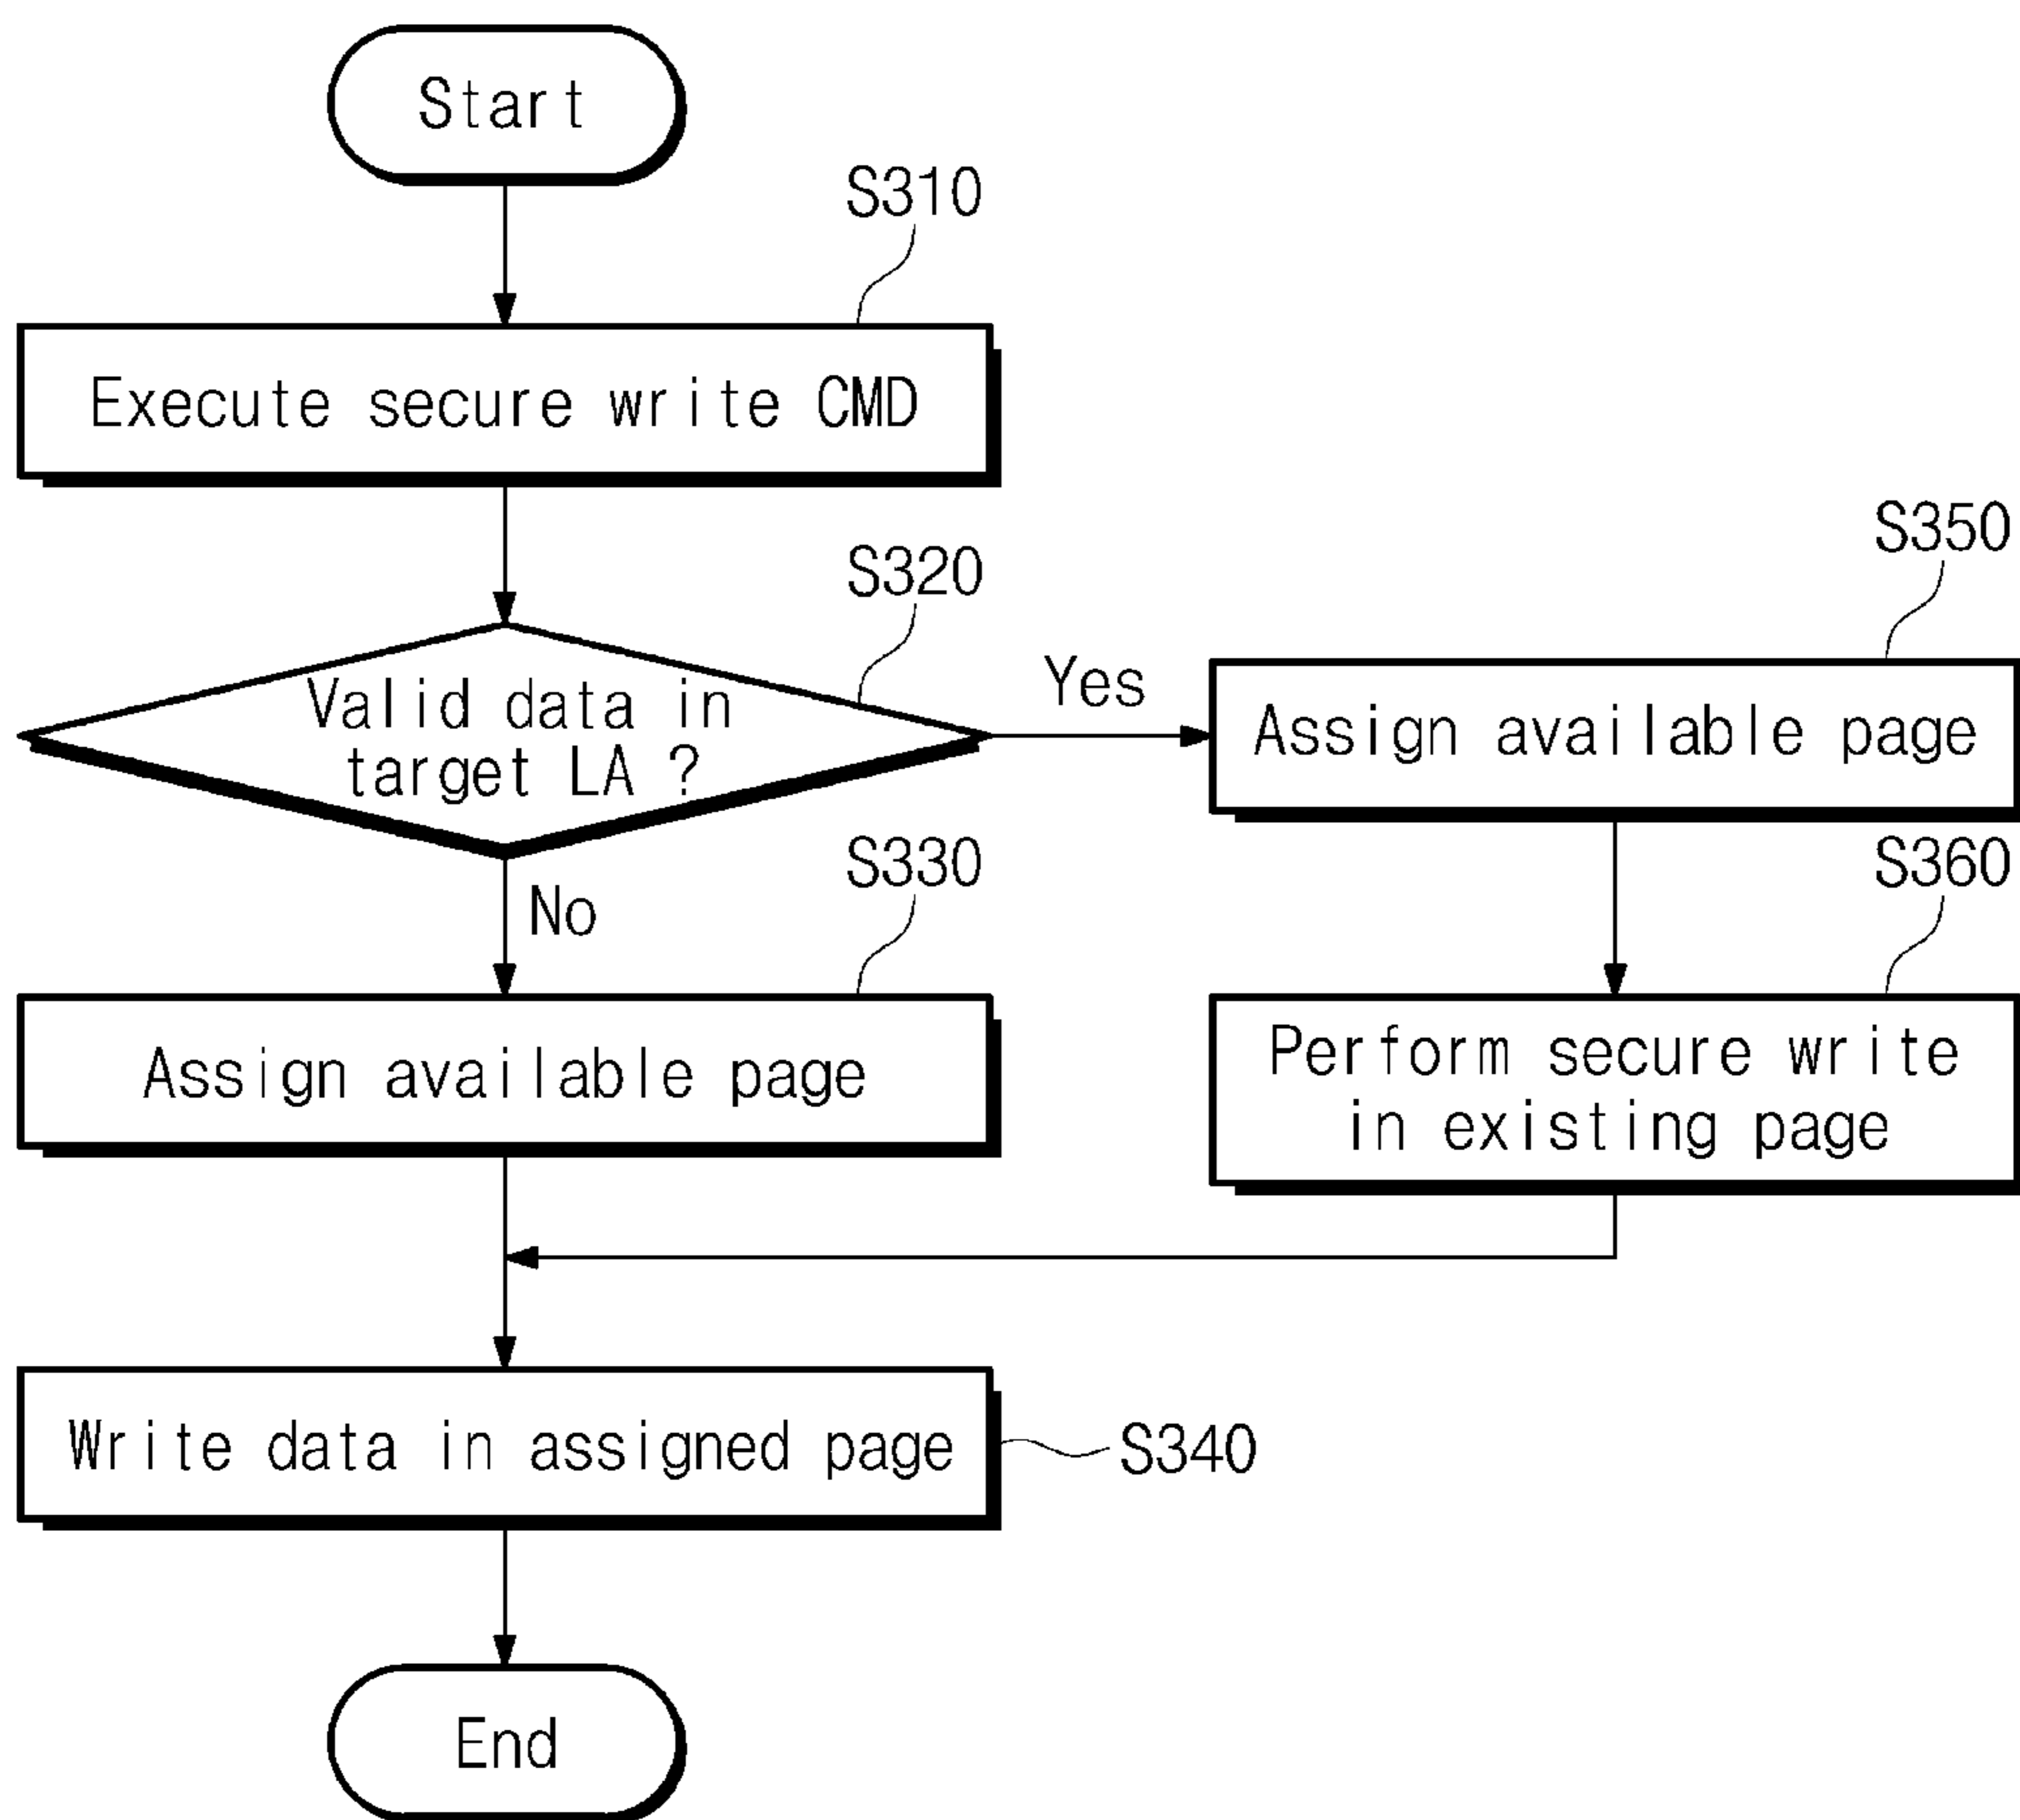 Start
S310
Execute secure write CMD
S320
Valid data in
target LA ?
Yes
S350
Assign available page
No
S330
Assign available page
S360
Perform secure write
in existing page
Write data in assigned page
S340
End